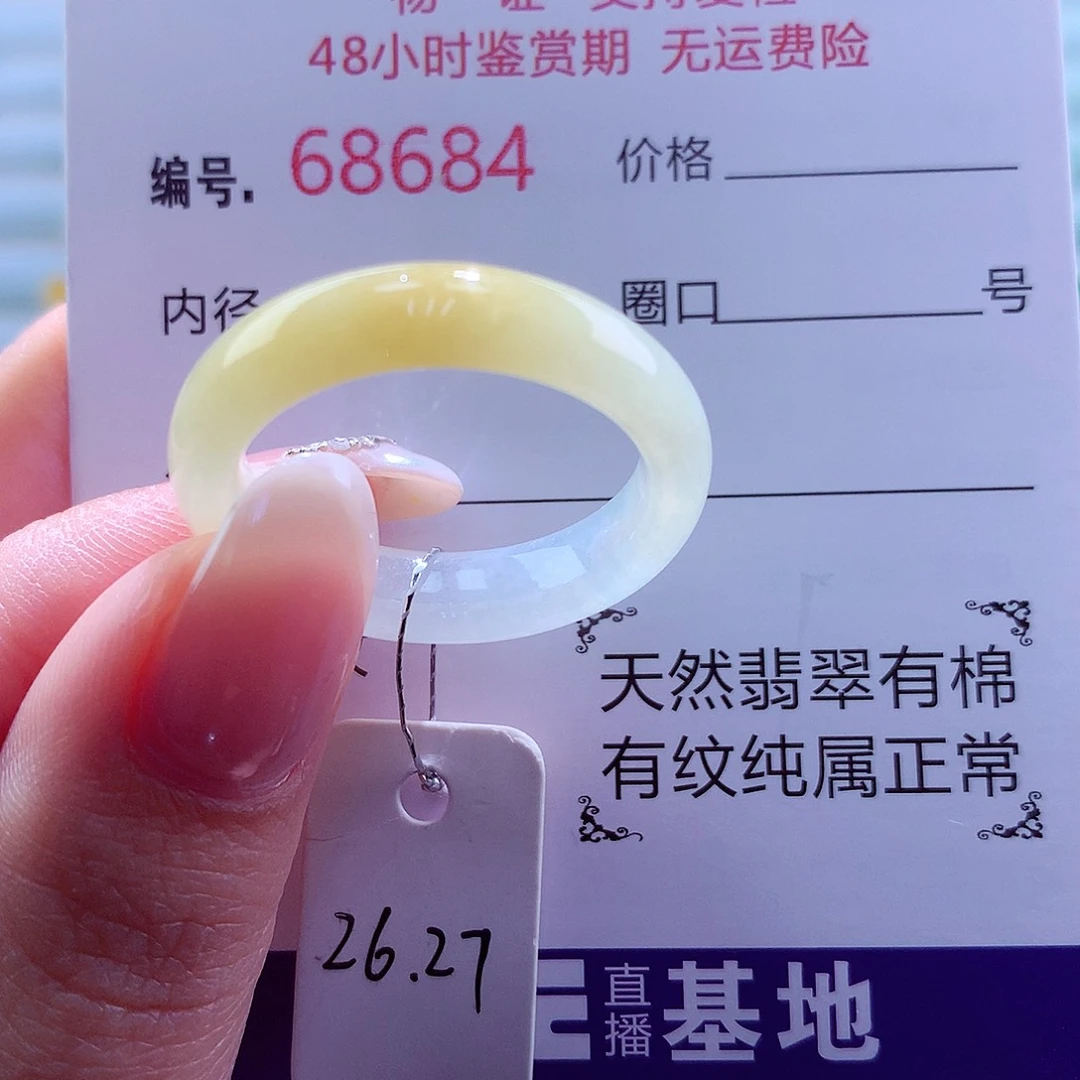 48小时鉴赏期 无运费险
编号. 68684 价格
内径 圈口 号
天然翡翠有棉
有纹纯属正常
26.27
直播基地